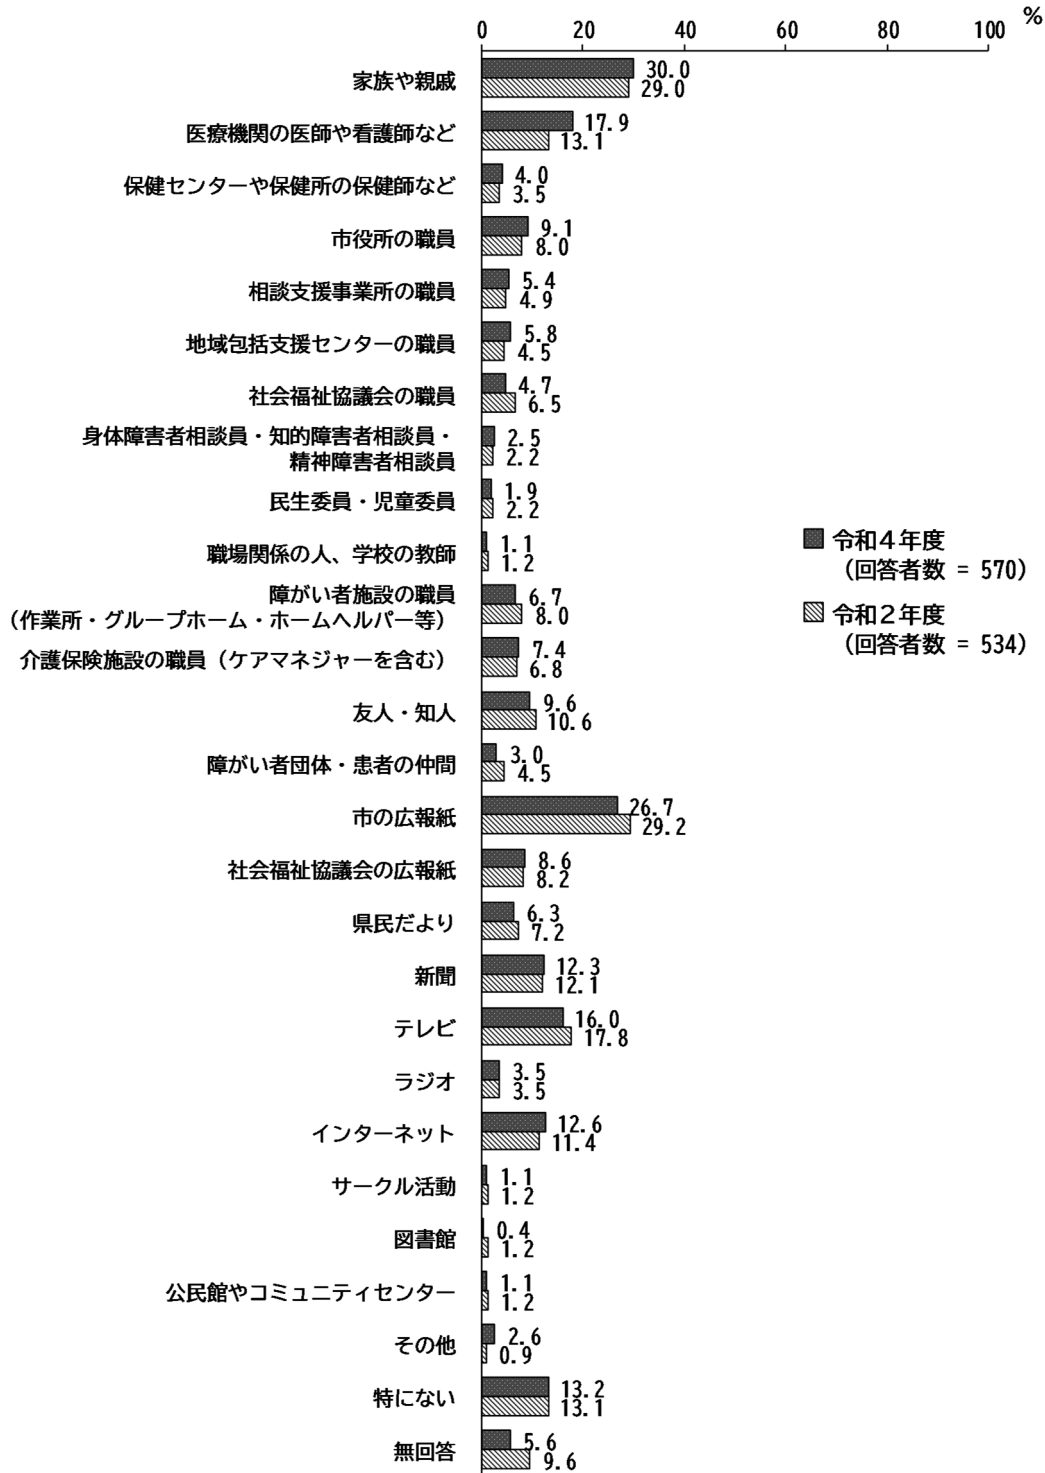 %
0 20 40 60 80 100
家族や親戚
30.0
29.0
医療機関の医師や看護師など
17.9
13.1
保健センターや保健所の保健師など
4.0
3.5
市役所の職員
9.1
8.0
相談支援事業所の職員
5.4
4.9
地域包括支援センターの職員
5.8
4.5
社会福祉協議会の職員
4.7
6.5
身体障害者相談員・知的障害者相談員・
精神障害者相談員
2.5
2.2
民生委員・児童委員
1.9
2.2
職場関係の人、学校の教師
1.1
1.2
障がい者施設の職員
（作業所・グループホーム・ホームヘルパー等）
6.7
8.0
介護保険施設の職員（ケアマネジャーを含む）
7.4
6.8
友人・知人
9.6
10.6
障がい者団体・患者の仲間
3.0
4.5
市の広報紙
26.7
29.2
社会福祉協議会の広報紙
8.6
8.2
県民だより
6.3
7.2
新聞
12.3
12.1
テレビ
16.0
17.8
ラジオ
3.5
3.5
インターネット
12.6
11.4
サークル活動
1.1
1.2
図書館
0.4
1.2
公民館やコミュニティセンター
1.1
1.2
その他
2.6
0.9
特にない
13.2
13.1
無回答
5.6
9.6
令和４年度
（回答者数 = 570）
令和２年度
（回答者数 = 534）